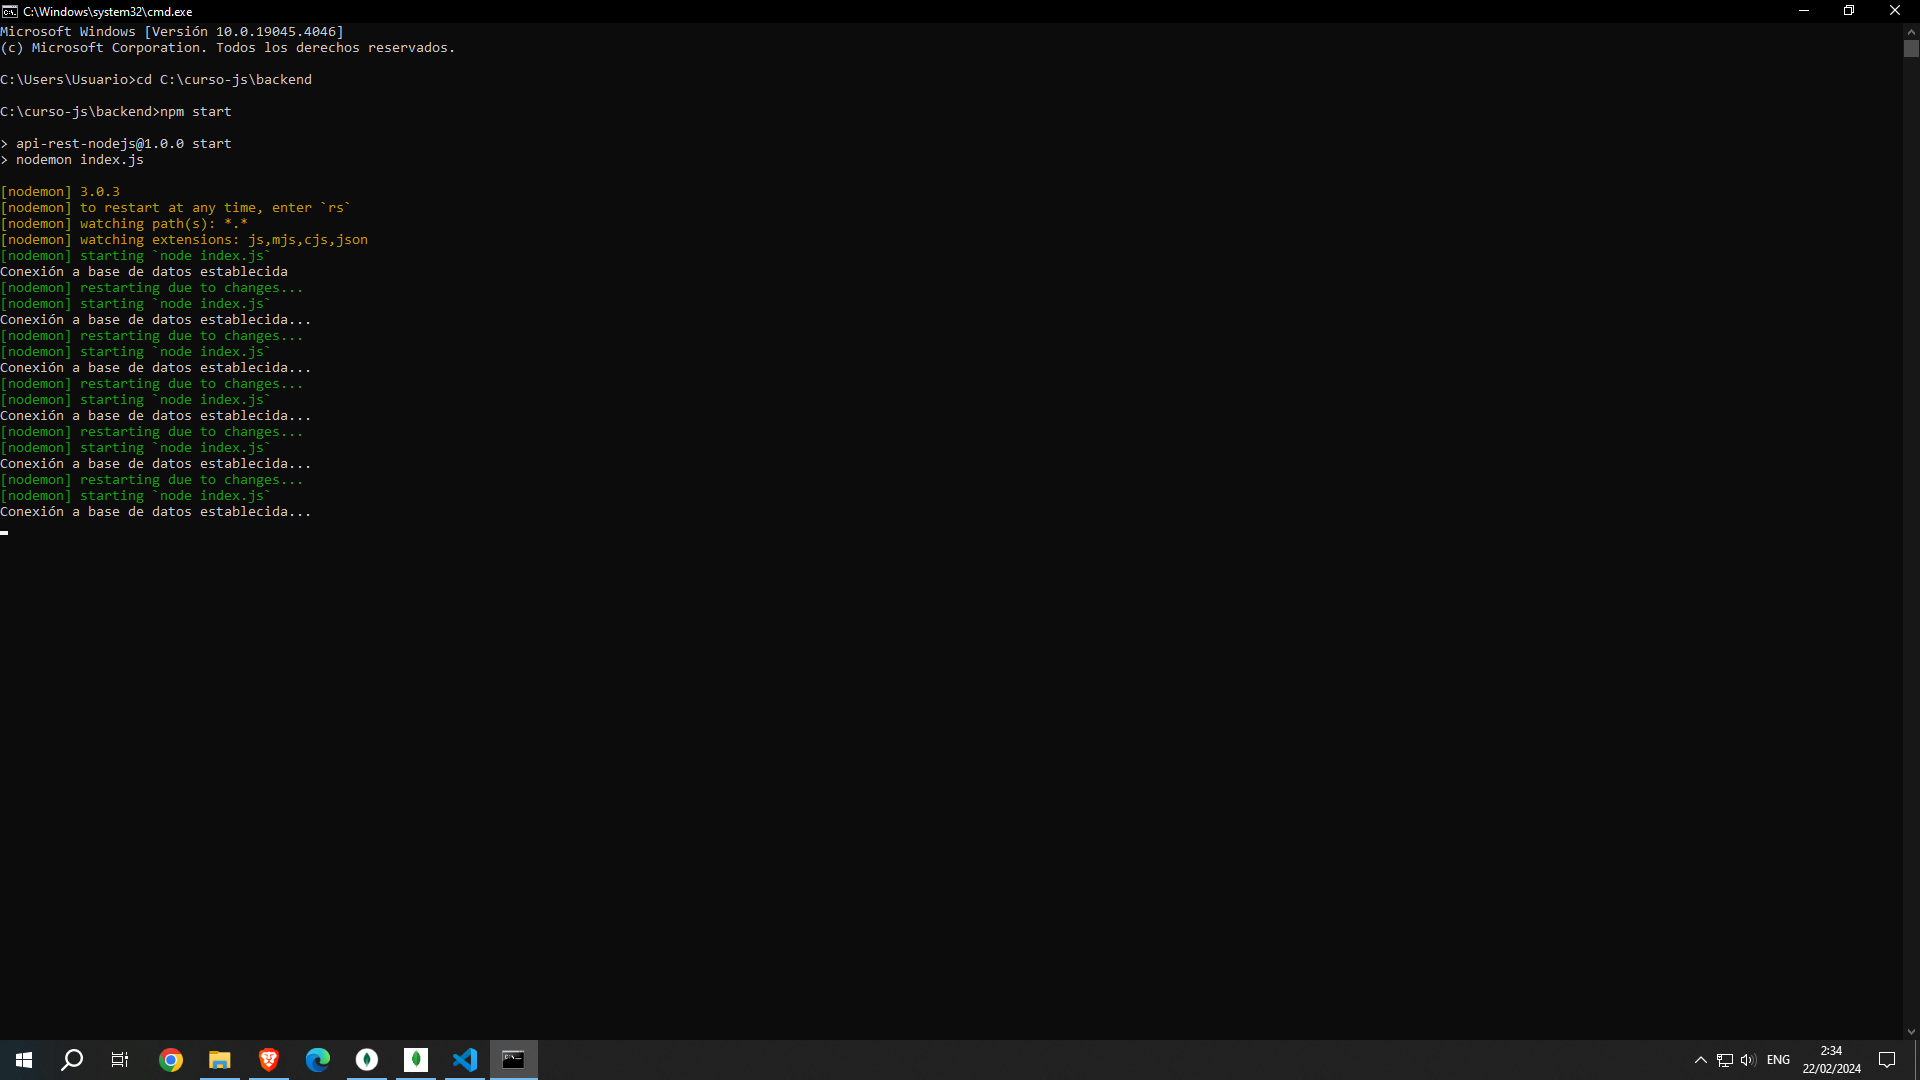 C:\Windows\system32\cmd.exe
Microsoft Windows [Versión 10.0.19045.4046]
(c) Microsoft Corporation. Todos los derechos reservados.
C:\Users\Usuario>cd C:\curso-js\backend
C:\curso-js\backend>npm start
> api-rest-nodejs@1.0.0 start
> nodemon index.js
[nodemon] 3.0.3
[nodemon] to restart at any time, enter `rs`
[nodemon] watching path(s): *.*
[nodemon] watching extensions: js,mjs,cjs,json
[nodemon] starting `node index.js`
Conexión a base de datos establecida
[nodemon] restarting due to changes...
[nodemon] starting `node index.js`
Conexión a base de datos establecida...
[nodemon] restarting due to changes...
[nodemon] starting `node index.js`
Conexión a base de datos establecida...
[nodemon] restarting due to changes...
[nodemon] starting `node index.js`
Conexión a base de datos establecida...
[nodemon] restarting due to changes...
[nodemon] starting `node index.js`
Conexión a base de datos establecida...
[nodemon] restarting due to changes...
[nodemon] starting `node index.js`
Conexión a base de datos establecida...
ENG
2:34
22/02/2024